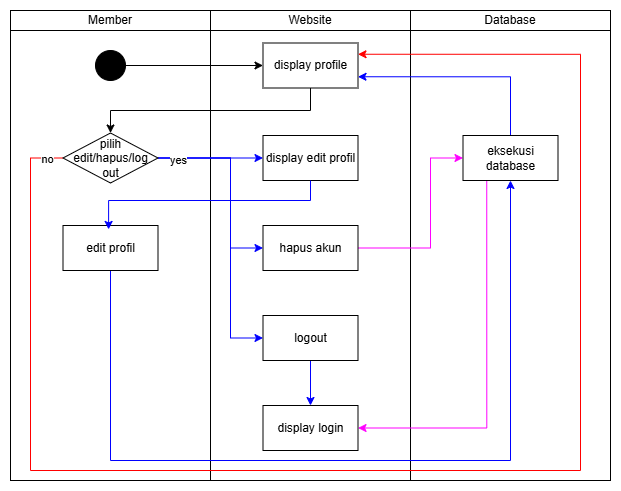 Member
Website
Database
display profile
pilih
edit/hapus/log
out
no
yes
display edit profil
eksekusi
database
edit profil
hapus akun
logout
display login